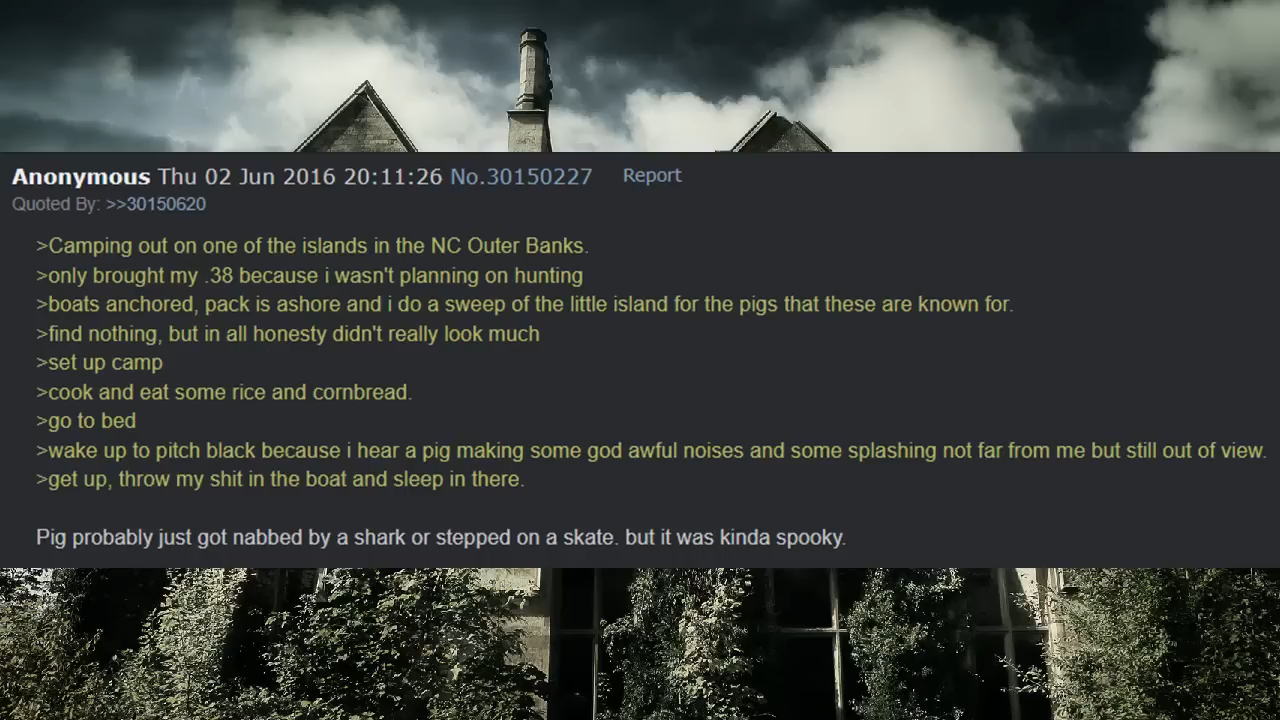 Anonymous Thu 02 Jun 2016 20:11:26 No.30150227 Report
Quoted By: >>30150620
>Camping out on one of the islands in the NC Outer Banks.
>only brought my .38 because i wasn't planning on hunting
>boats anchored, pack is ashore and i do a sweep of the little island for the pigs that these are known for.
>find nothing, but in all honesty didn't really look much
>set up camp
>cook and eat some rice and cornbread.
>go to bed
>wake up to pitch black because i hear a pig making some god awful noises and some splashing not far from me but still out of view.
>get up, throw my shit in the boat and sleep in there.
Pig probably just got nabbed by a shark or stepped on a skate. but it was kinda spooky.